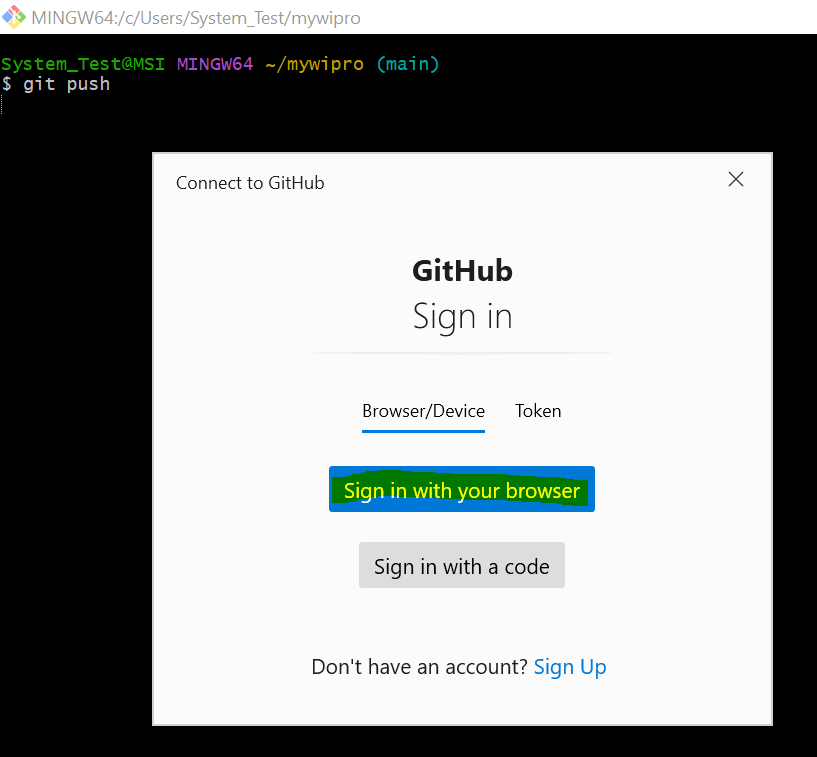 MINGW64:/c/Users/System_Test/mywipro
System_Test@MSI MINGW64 ~/mywipro (main)
$ git push
Connect to GitHub
GitHub
Sign in
Browser/Device Token
Sign in with your browser
Sign in with a code
Don't have an account? Sign Up